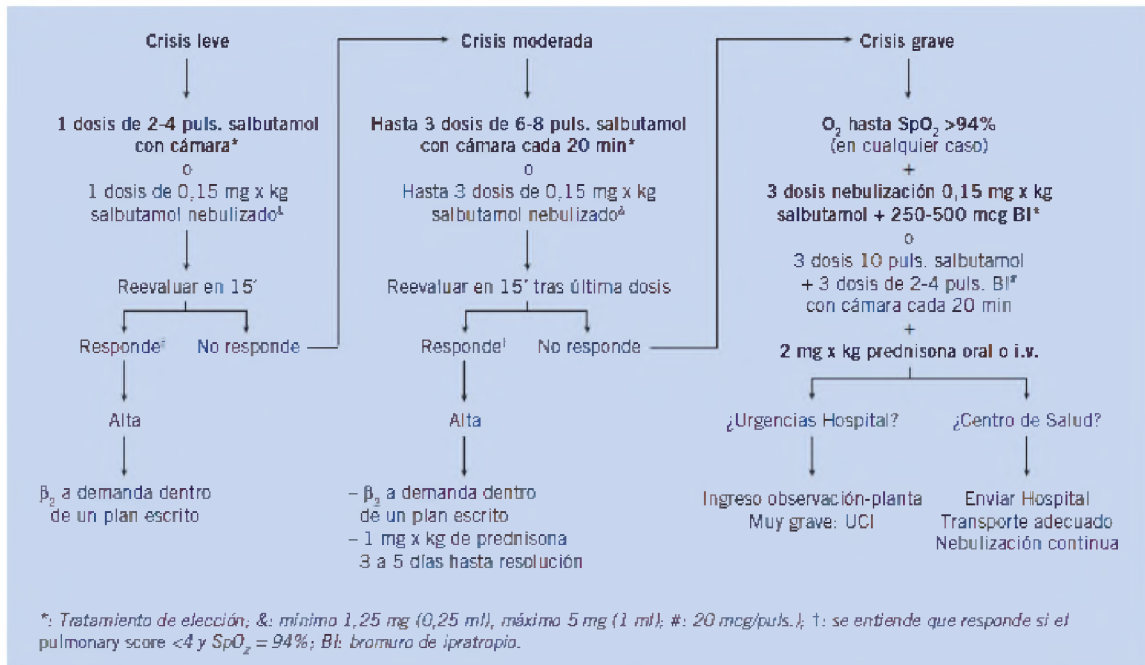 Crisis leve
1 dosis de 2-4 puls. salbutamol
con cámara*
o
1 dosis de 0,15 mg x kg
salbutamol nebulizado&
Reevaluar en 15′
Responde‡
No responde
Alta
β2 a demanda dentro
de un plan escrito
Crisis moderada
Hasta 3 dosis de 6-8 puls. salbutamol
con cámara cada 20 min*
o
Hasta 3 dosis de 0,15 mg x kg
salbutamol nebulizado&
Reevaluar en 15′ tras última dosis
Responde†
No responde
Alta
– β2 a demanda dentro
de un plan escrito
– 1 mg x kg de prednisona
3 a 5 días hasta resolución
Crisis grave
O2 hasta SpO2 >94%
(en cualquier caso)
+
3 dosis nebulización 0,15 mg x kg
salbutamol + 250-500 mcg BI*
o
3 dosis 10 puls. salbutamol
+ 3 dosis de 2-4 puls. BI#
con cámara cada 20 min
+
2 mg x kg prednisona oral o i.v.
¿Urgencias Hospital?
Ingreso observación-planta
Muy grave: UCI
¿Centro de Salud?
Enviar Hospital
Transporte adecuado
Nebulización continua
*: Tratamiento de elección; &: mínimo 1,25 mg (0,25 ml), máximo 5 mg (1 ml); #: 20 mcg/puls.); †: se entiende que responde si el
pulmonary score <4 y SpO2 = 94%; BI: bromuro de ipratropio.